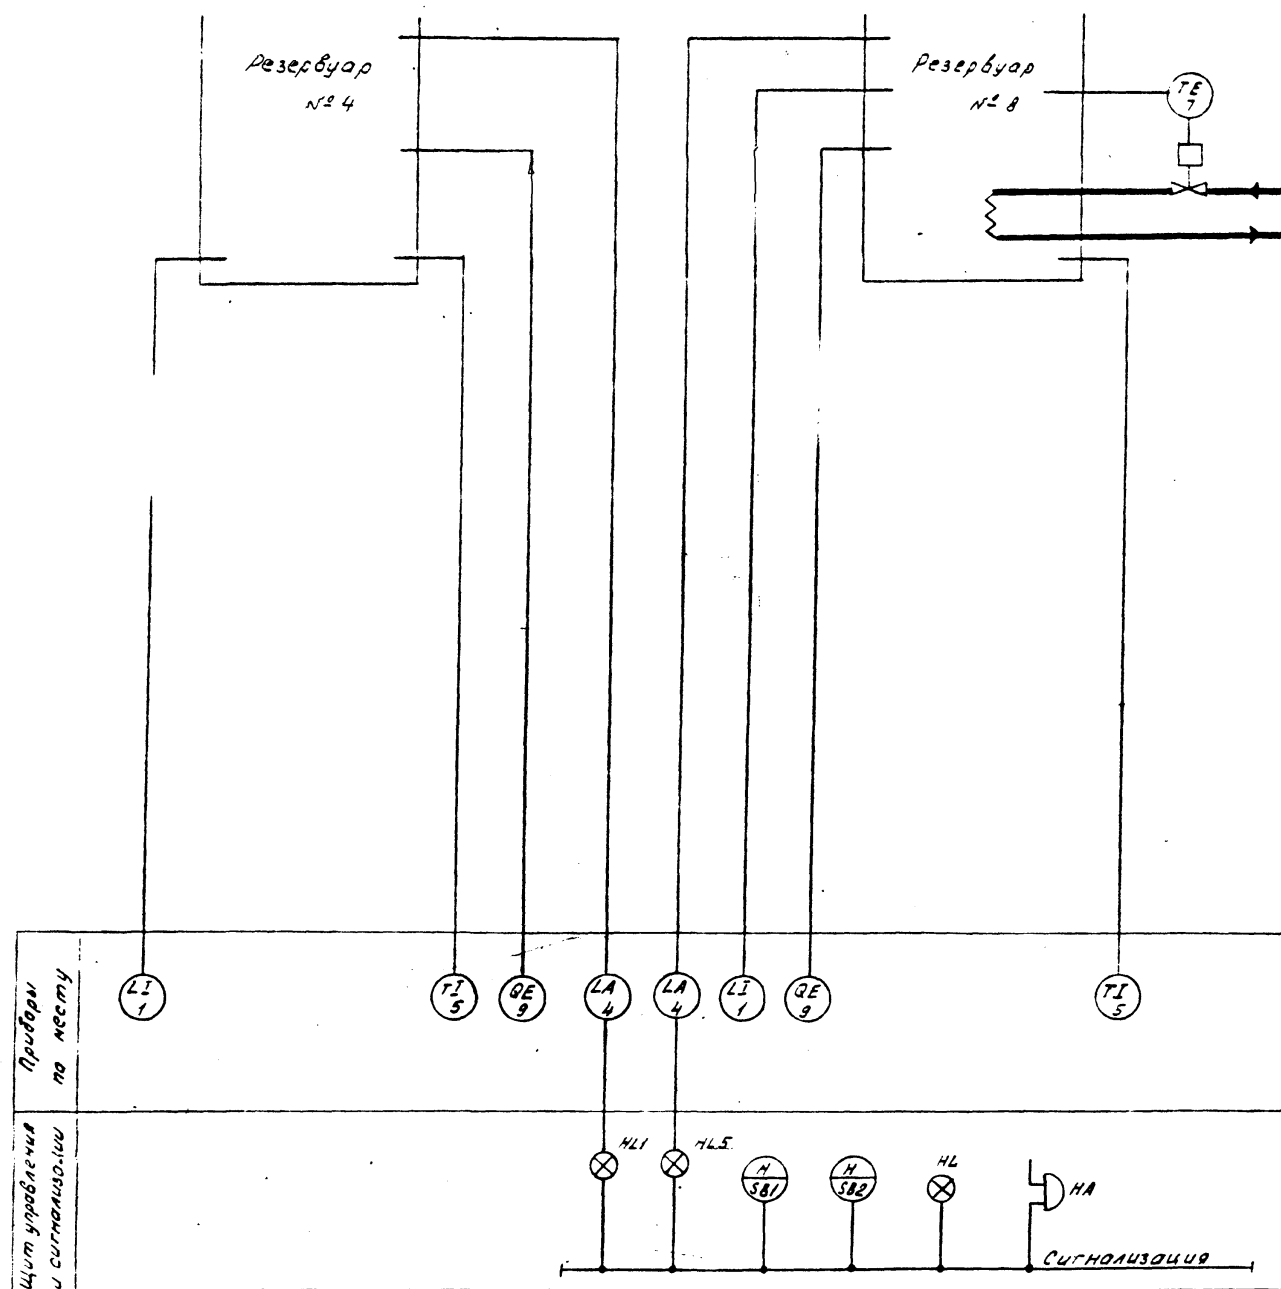 Резервуар
№ 4
Резервуар
№ 8
TE
7
Приборы
по месту
LI
1
TI
5
QE
9
LA
4
LA
4
LI
1
QE
9
TI
5
Щит управления
и сигнализации
HL1
HL5
H
SB1
H
SB2
HL
HA
Сигнализация